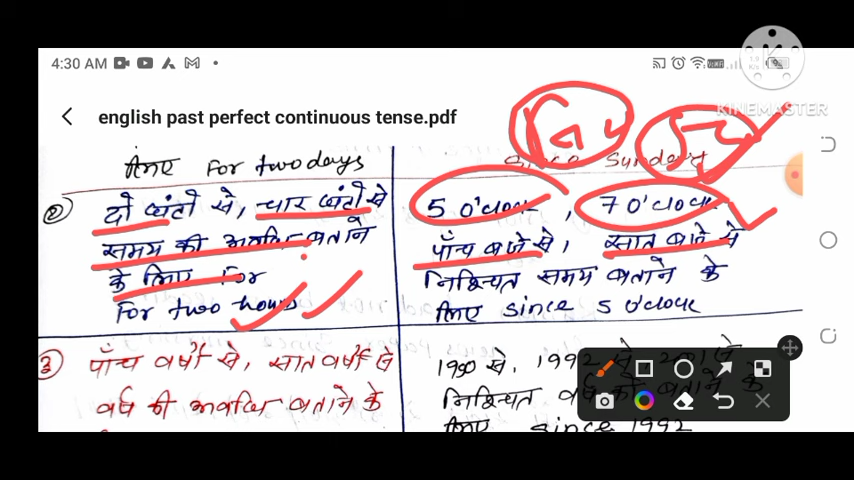 4:30 AM
KINEMASTER
english past perfect continuous tense.pdf
लिए For two days
Since Sunday
② दो घंटो से, चार घंटो से
समय की अवधि बताने
के लिए For
For two hours
5 o'clock, 7 o'clock
पाँच बजे से, सात बजे से
निश्चित समय बताने के
लिए since 5 o'clock
③ पाँच वर्षो से, सात वर्षो से
वर्ष की अवधि बताने के
1990 से, 1992 से, 2001 से
निश्चित वर्ष को बताने के
लिए since 1992